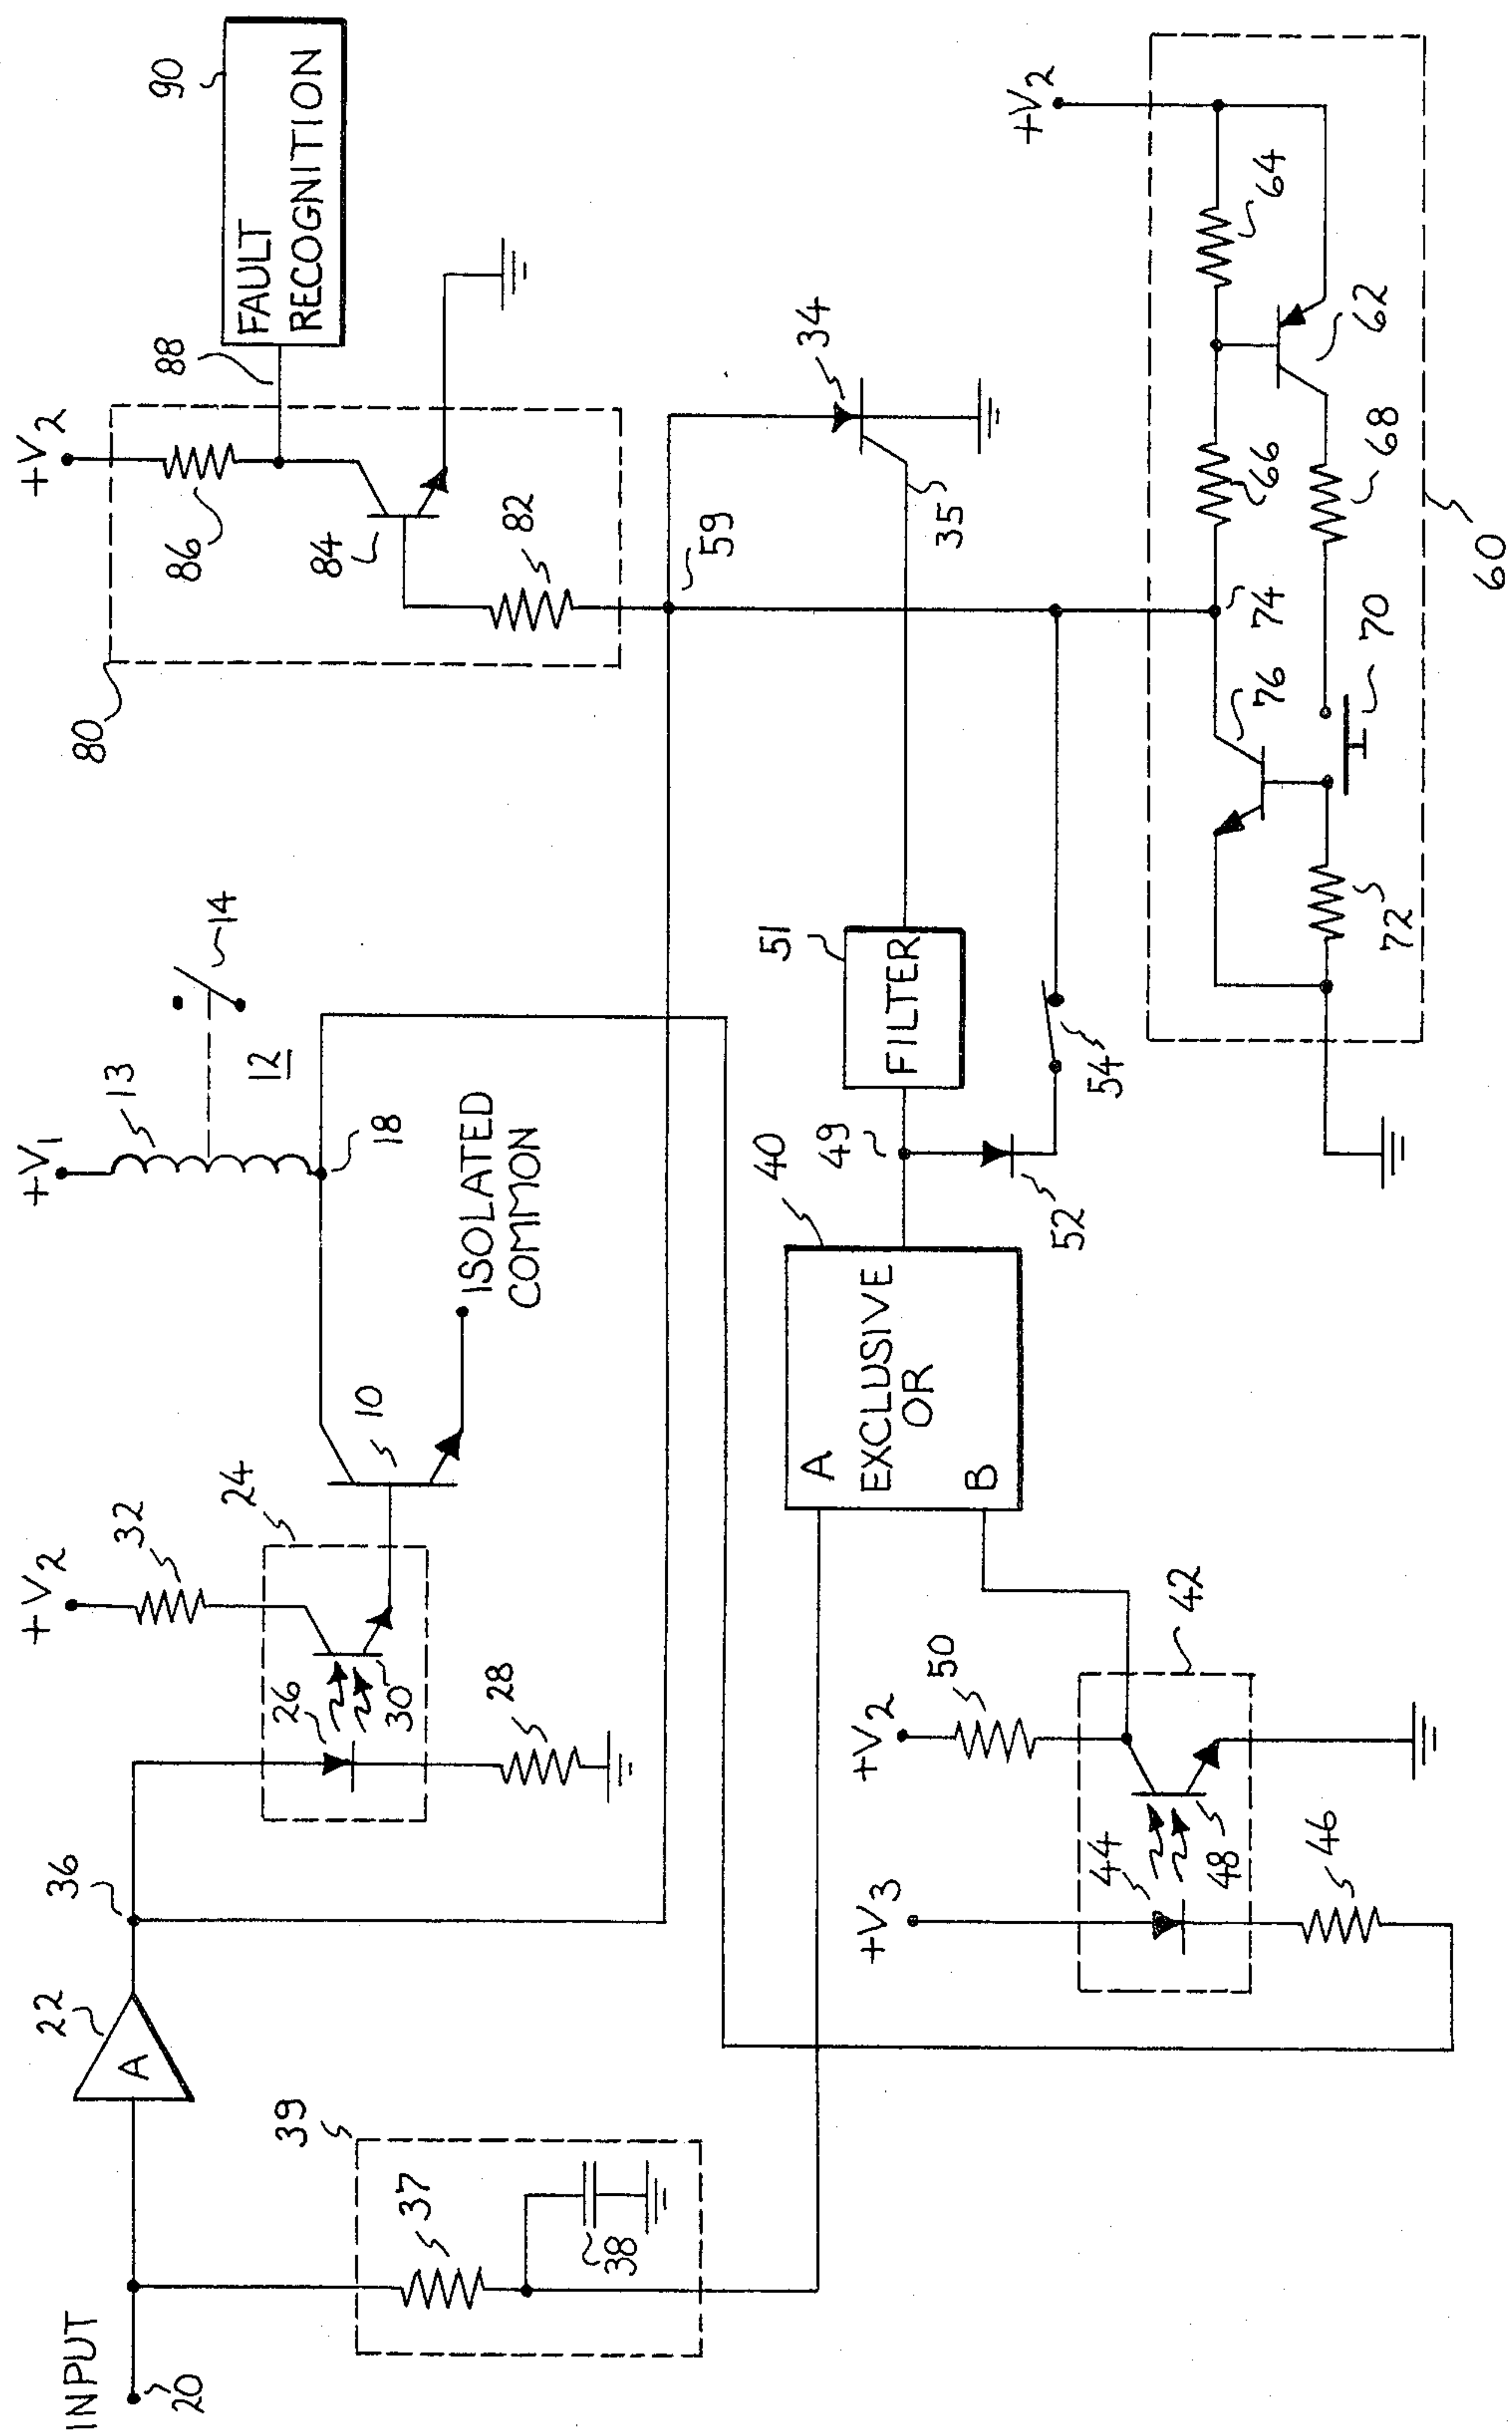 INPUT
20
22
A
36
39
37
38
+V2
32
24
26
30
28
10
+V1
13
14
12
18
ISOLATED
COMMON
+V2
86
84
82
80
88
90
FAULT
RECOGNITION
59
34
35
51
FILTER
49
40
A
EXCLUSIVE
OR
B
52
54
+V2
50
42
+V3
44
48
46
+V2
64
66
62
68
74
76
70
72
60